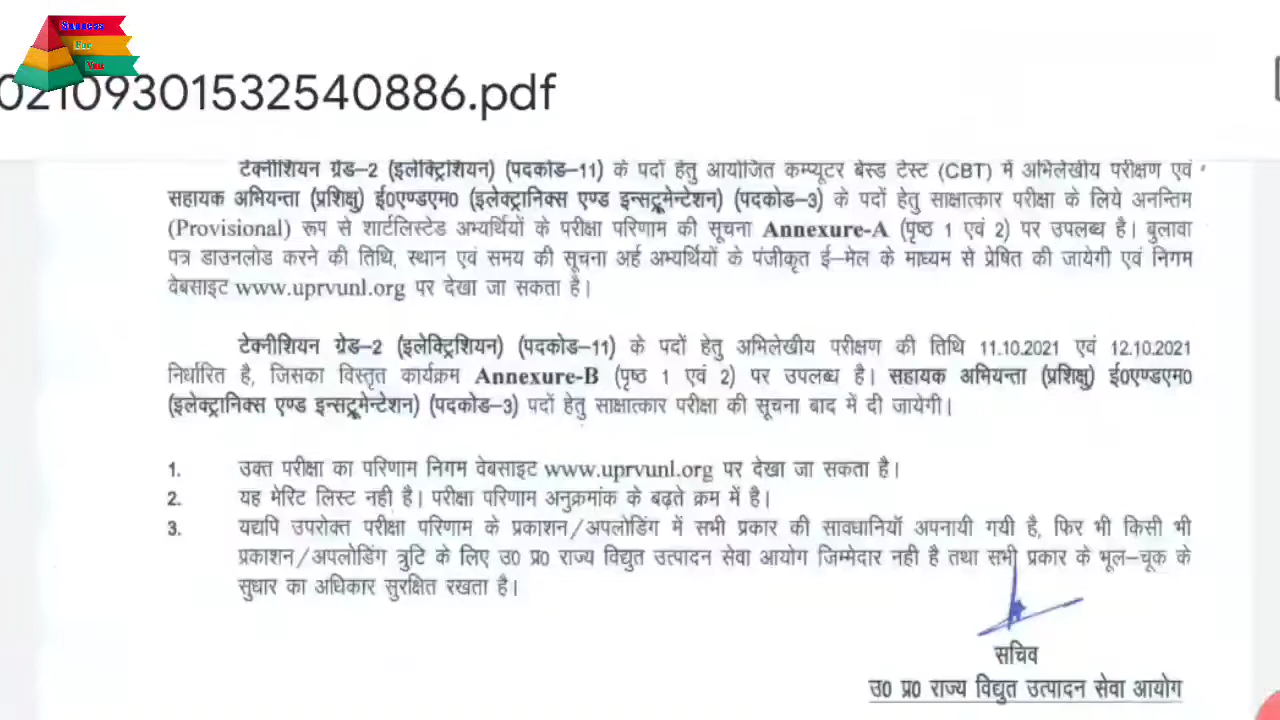 Success
For
You
02109301532540886.pdf
टेक्नीशियन ग्रेड–2 (इलेक्ट्रिशियन) (पदकोड–11) के पदों हेतु आयोजित कम्प्यूटर बेस्ड टेस्ट (CBT) में अभिलेखीय परीक्षण एवं
सहायक अभियन्ता (प्रशिक्षु) ई0एण्डएम0 (इलेक्ट्रानिक्स एण्ड इन्सट्रूमेन्टेशन) (पदकोड–3) के पदों हेतु साक्षात्कार परीक्षा के लिये अनन्तिम
(Provisional) रूप से शार्टलिस्टेड अभ्यर्थियों के परीक्षा परिणाम की सूचना Annexure-A (पृष्ठ 1 एवं 2) पर उपलब्ध है। बुलावा
पत्र डाउनलोड करने की तिथि, स्थान एवं समय की सूचना अर्ह अभ्यर्थियों के पंजीकृत ई–मेल के माध्यम से प्रेषित की जायेगी एवं निगम
वेबसाइट www.uprvunl.org पर देखा जा सकता है।
टेक्नीशियन ग्रेड–2 (इलेक्ट्रिशियन) (पदकोड–11) के पदों हेतु अभिलेखीय परीक्षण की तिथि 11.10.2021 एवं 12.10.2021
निर्धारित है, जिसका विस्तृत कार्यक्रम Annexure-B (पृष्ठ 1 एवं 2) पर उपलब्ध है। सहायक अभियन्ता (प्रशिक्षु) ई0एण्डएम0
(इलेक्ट्रानिक्स एण्ड इन्सट्रूमेन्टेशन) (पदकोड–3) पदों हेतु साक्षात्कार परीक्षा की सूचना बाद में दी जायेगी।
1. उक्त परीक्षा का परिणाम निगम वेबसाइट www.uprvunl.org पर देखा जा सकता है।
2. यह मेरिट लिस्ट नही है। परीक्षा परिणाम अनुक्रमांक के बढ़ते क्रम में है।
3. यद्यपि उपरोक्त परीक्षा परिणाम के प्रकाशन/अपलोडिंग में सभी प्रकार की सावधानियॉ अपनायी गयी है, फिर भी किसी भी
प्रकाशन/अपलोडिंग त्रुटि के लिए उ0 प्र0 राज्य विद्युत उत्पादन सेवा आयोग जिम्मेदार नही है तथा सभी प्रकार के भूल–चूक के
सुधार का अधिकार सुरक्षित रखता है।
सचिव
उ0 प्र0 राज्य विद्युत उत्पादन सेवा आयोग